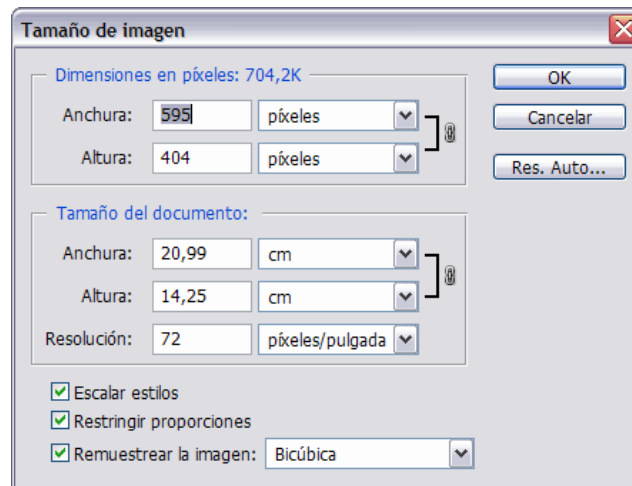 Tamaño de imagen
Dimensiones en píxeles: 704,2K
OK
Anchura: 595 píxeles
Cancelar
Altura: 404 píxeles
Res. Auto...
Tamaño del documento:
Anchura: 20,99 cm
Altura: 14,25 cm
Resolución: 72 píxeles/pulgada
Escalar estilos
Restringir proporciones
Remuestrear la imagen: Bicúbica